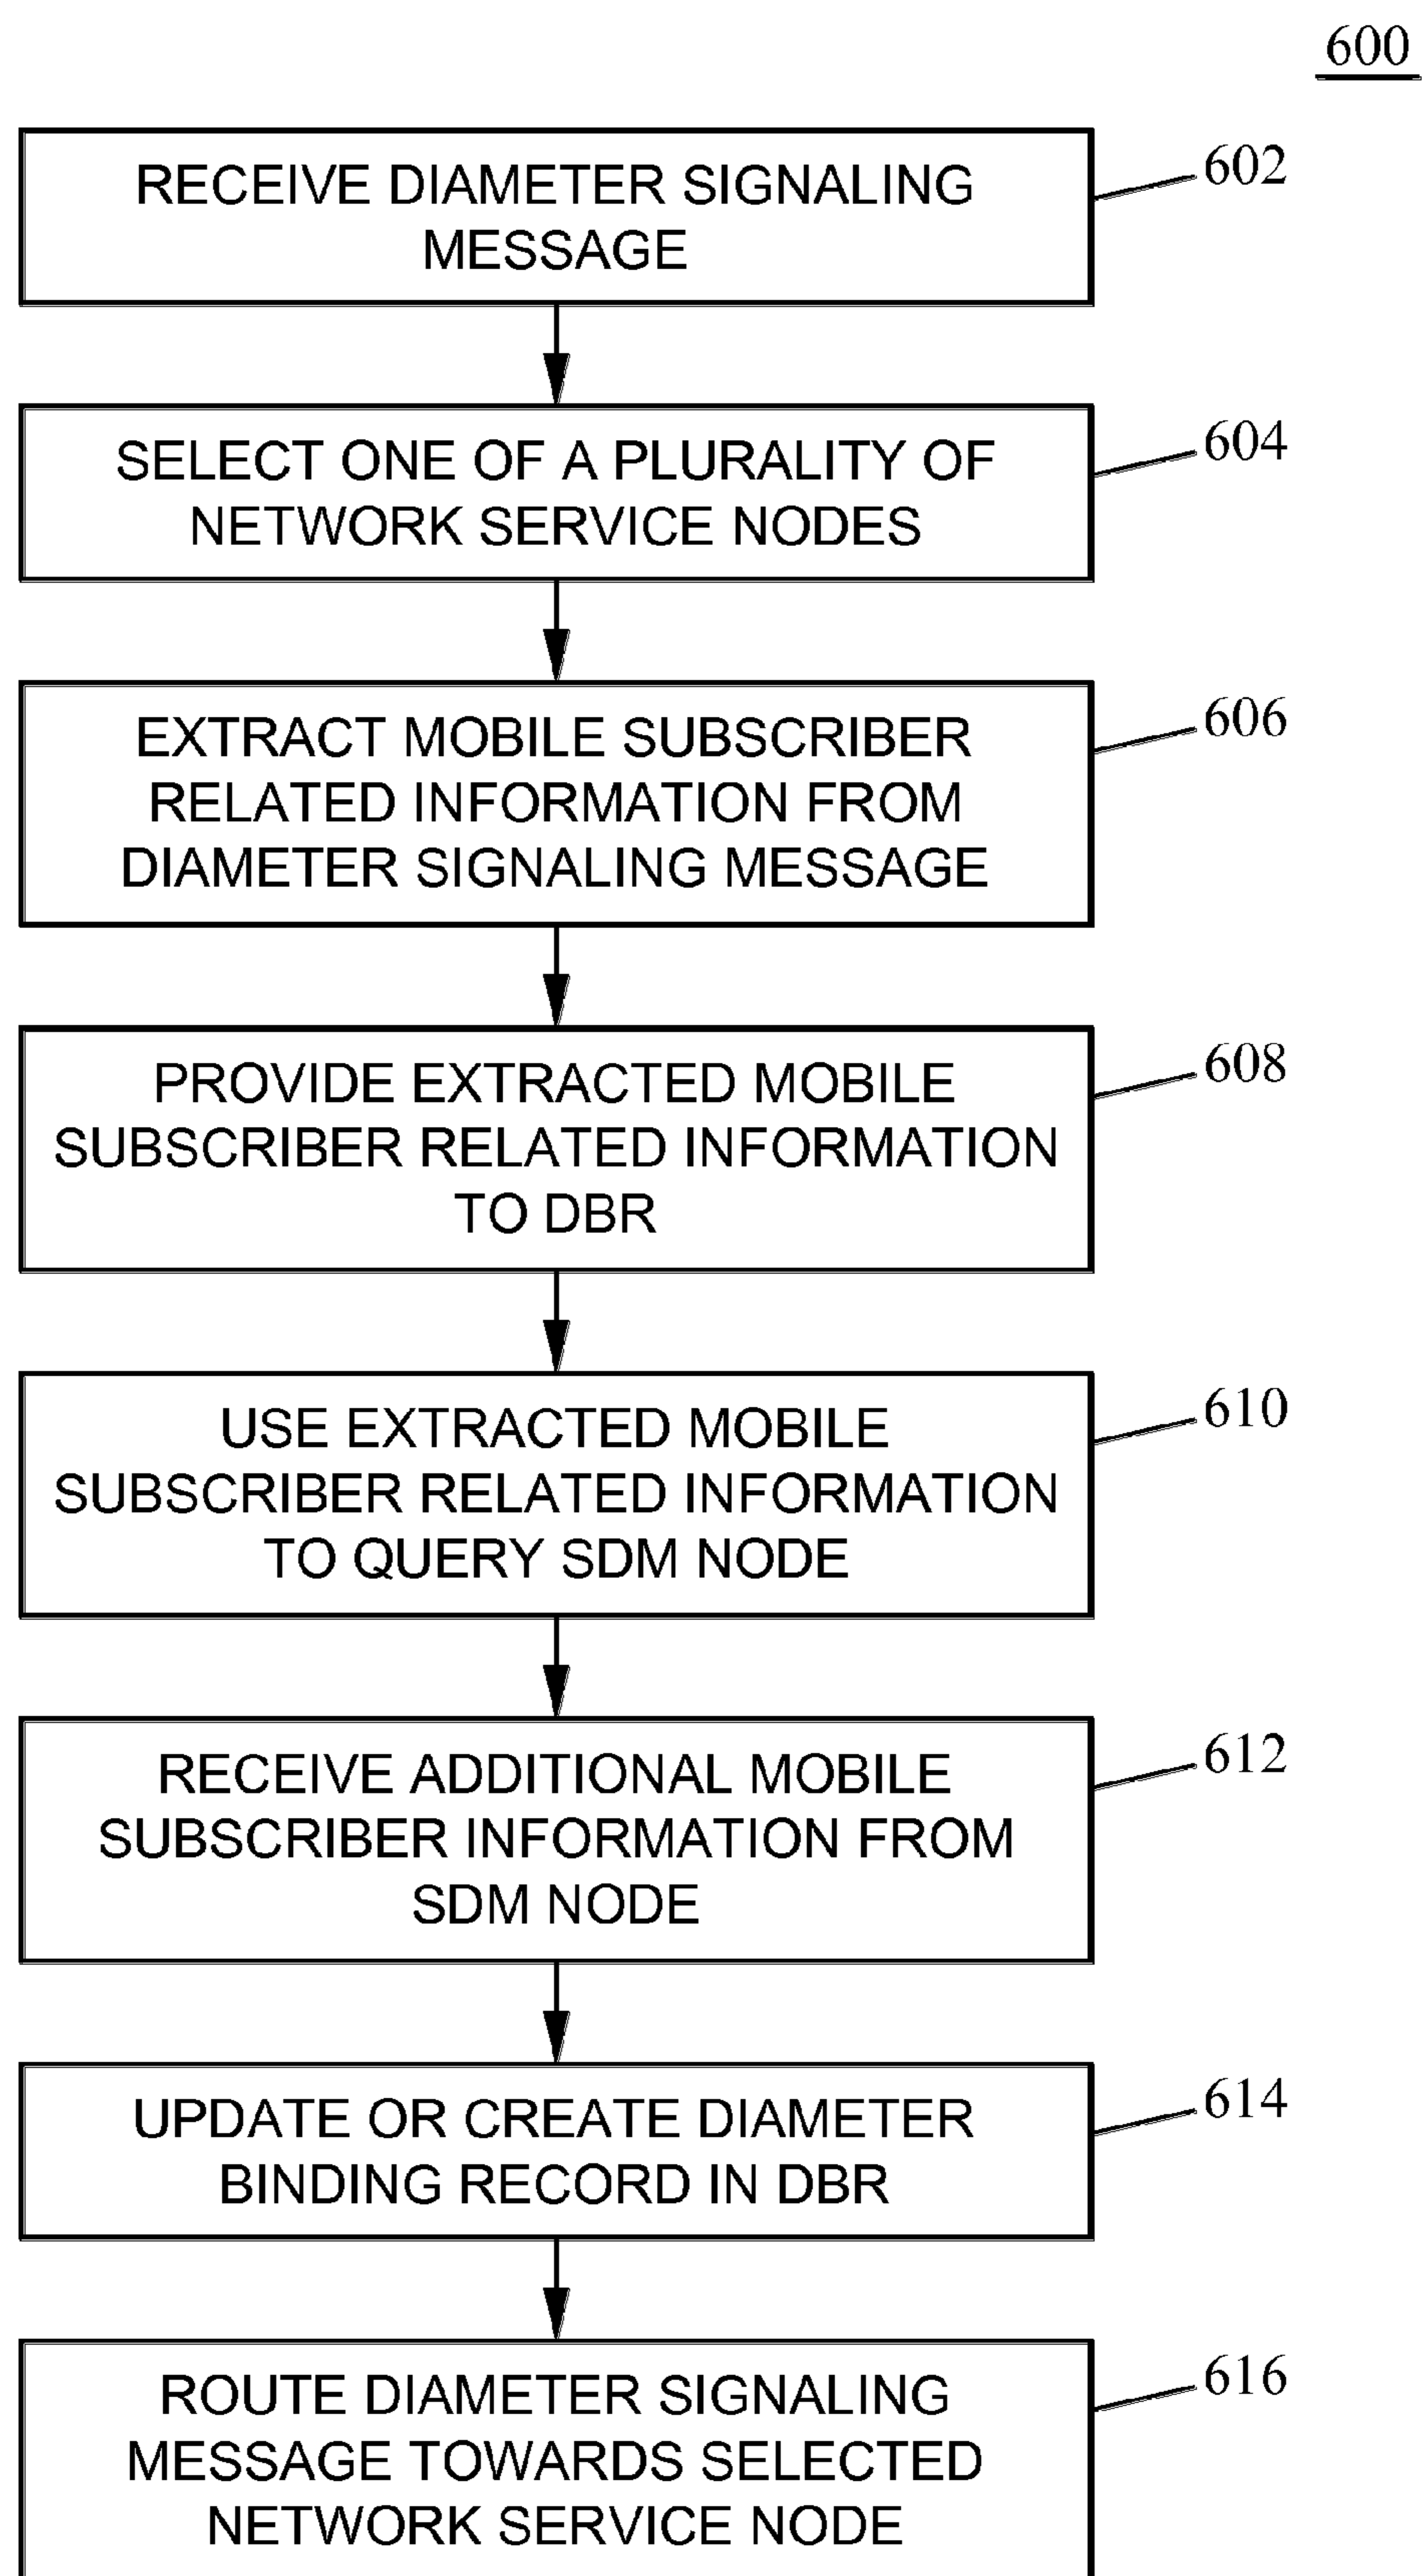 600
RECEIVE DIAMETER SIGNALING
MESSAGE
602
SELECT ONE OF A PLURALITY OF
NETWORK SERVICE NODES
604
EXTRACT MOBILE SUBSCRIBER
RELATED INFORMATION FROM
DIAMETER SIGNALING MESSAGE
606
PROVIDE EXTRACTED MOBILE
SUBSCRIBER RELATED INFORMATION
TO DBR
608
USE EXTRACTED MOBILE
SUBSCRIBER RELATED INFORMATION
TO QUERY SDM NODE
610
RECEIVE ADDITIONAL MOBILE
SUBSCRIBER INFORMATION FROM
SDM NODE
612
UPDATE OR CREATE DIAMETER
BINDING RECORD IN DBR
614
ROUTE DIAMETER SIGNALING
MESSAGE TOWARDS SELECTED
NETWORK SERVICE NODE
616